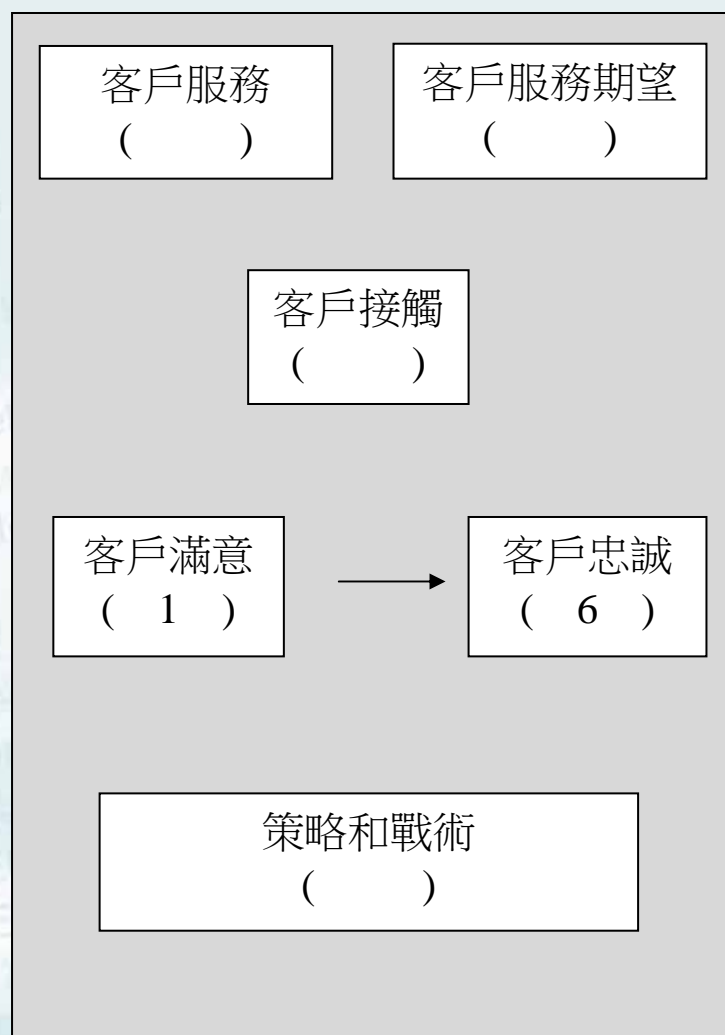 客戶服務
(　　)
客戶服務期望
(　　)
客戶接觸
(　　)
客戶滿意
(　1　)
客戶忠誠
(　6　)
策略和戰術
(　　)